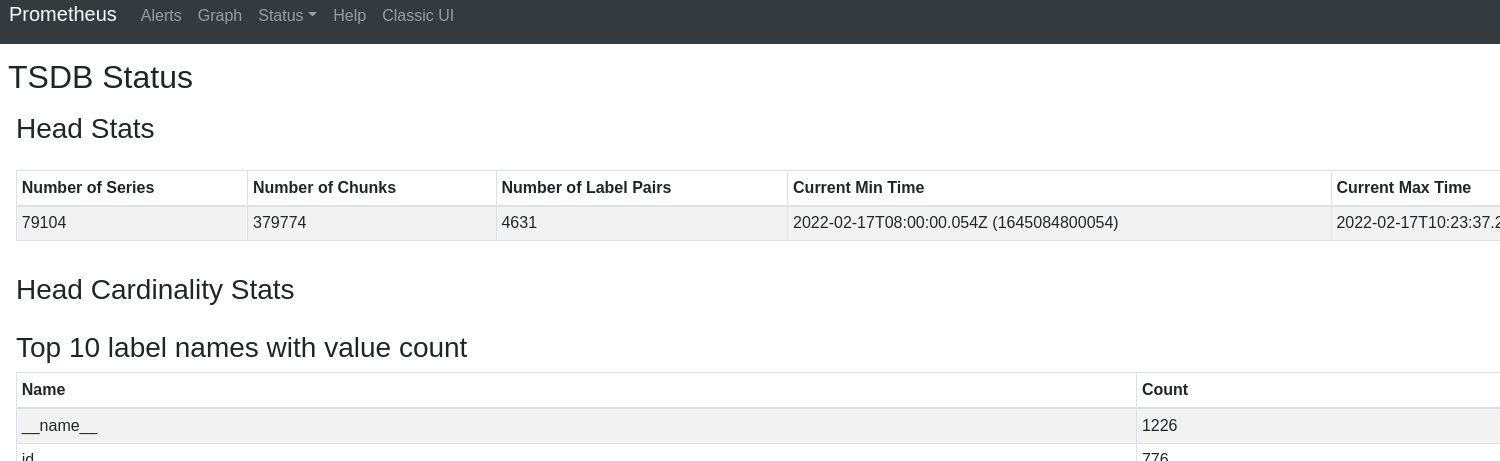 Prometheus Alerts Graph Status Help Classic UI
TSDB Status
Head Stats
Number of Series Number of Chunks Number of Label Pairs Current Min Time Current Max Time
79104 379774 4631 2022-02-17T08:00:00.054Z (1645084800054) 2022-02-17T10:23:37.2
Head Cardinality Stats
Top 10 label names with value count
Name Count
__name__ 1226
id 776